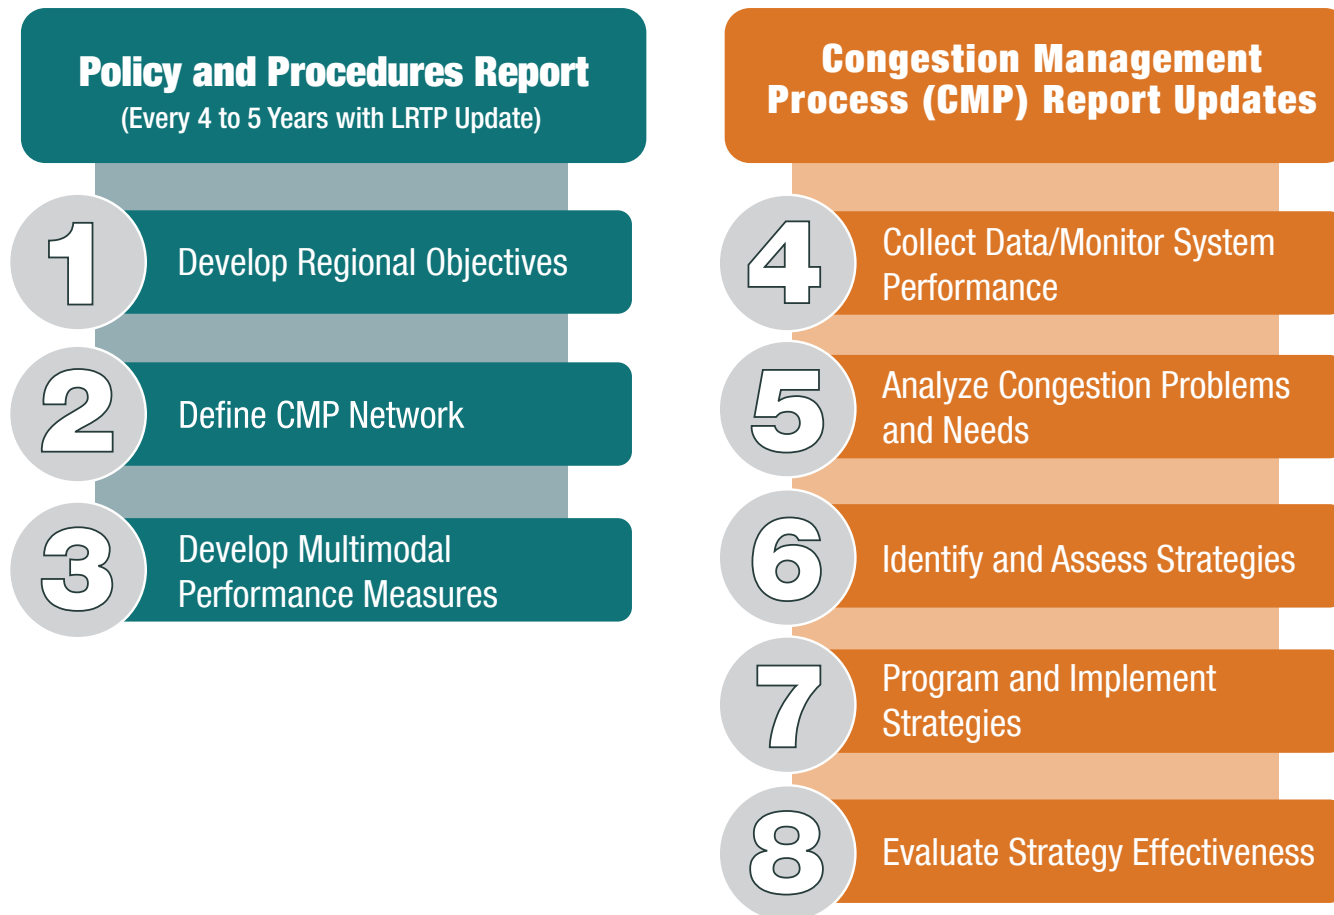 Policy and Procedures Report
(Every 4 to 5 Years with LRTP Update)
1
Develop Regional Objectives
2
Define CMP Network
3
Develop Multimodal
Performance Measures
Congestion Management
Process (CMP) Report Updates
4
Collect Data/Monitor System
Performance
5
Analyze Congestion Problems
and Needs
6
Identify and Assess Strategies
7
Program and Implement
Strategies
8
Evaluate Strategy Effectiveness